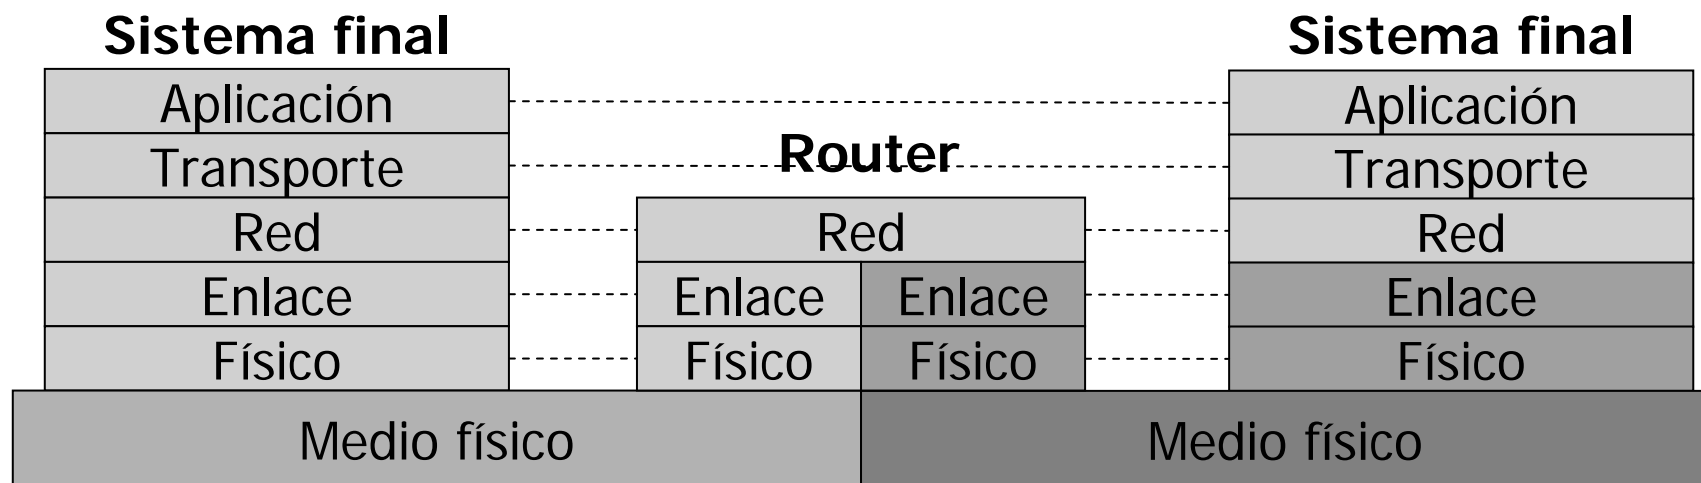 Sistema final
Aplicación
Transporte
Red
Enlace
Físico
Router
Red
Enlace Enlace
Físico Físico
Sistema final
Aplicación
Transporte
Red
Enlace
Físico
Medio físico
Medio físico